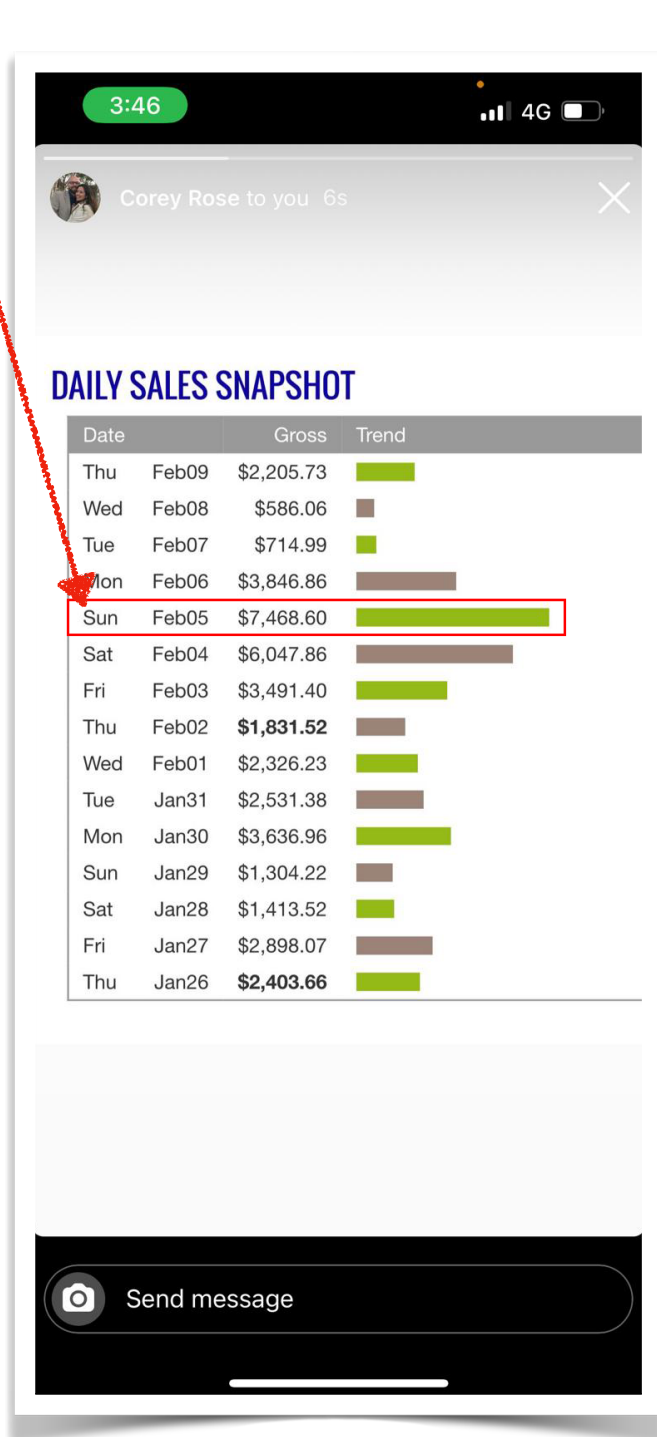 3:46 4G
Corey Rose to you 6s
DAILY SALES SNAPSHOT
Date Gross Trend
Thu Feb09 $2,205.73
Wed Feb08 $586.06
Tue Feb07 $714.99
Mon Feb06 $3,846.86
Sun Feb05 $7,468.60
Sat Feb04 $6,047.86
Fri Feb03 $3,491.40
Thu Feb02 $1,831.52
Wed Feb01 $2,326.23
Tue Jan31 $2,531.38
Mon Jan30 $3,636.96
Sun Jan29 $1,304.22
Sat Jan28 $1,413.52
Fri Jan27 $2,898.07
Thu Jan26 $2,403.66
Send message